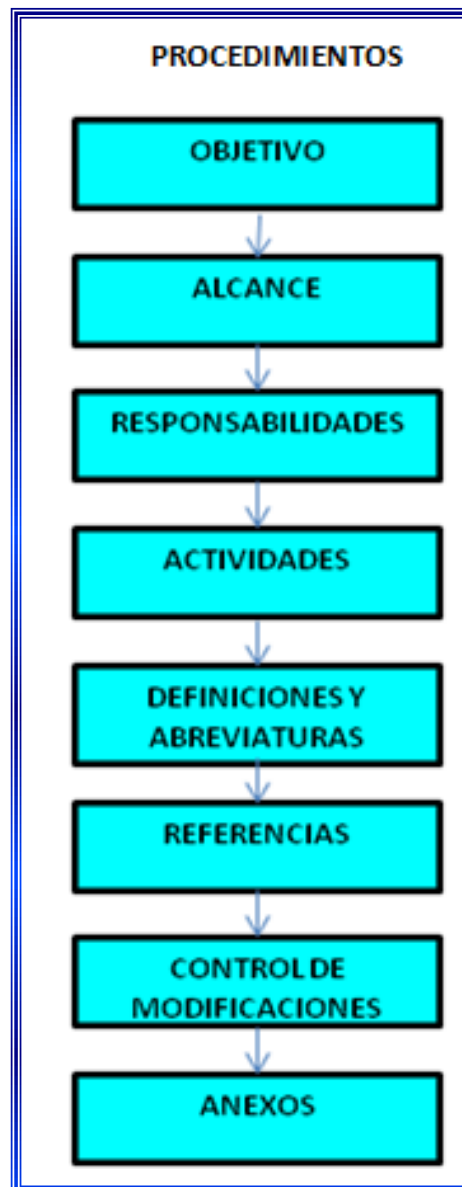 PROCEDIMIENTOS
OBJETIVO
ALCANCE
RESPONSABILIDADES
ACTIVIDADES
DEFINICIONES Y
ABREVIATURAS
REFERENCIAS
CONTROL DE
MODIFICACIONES
ANEXOS